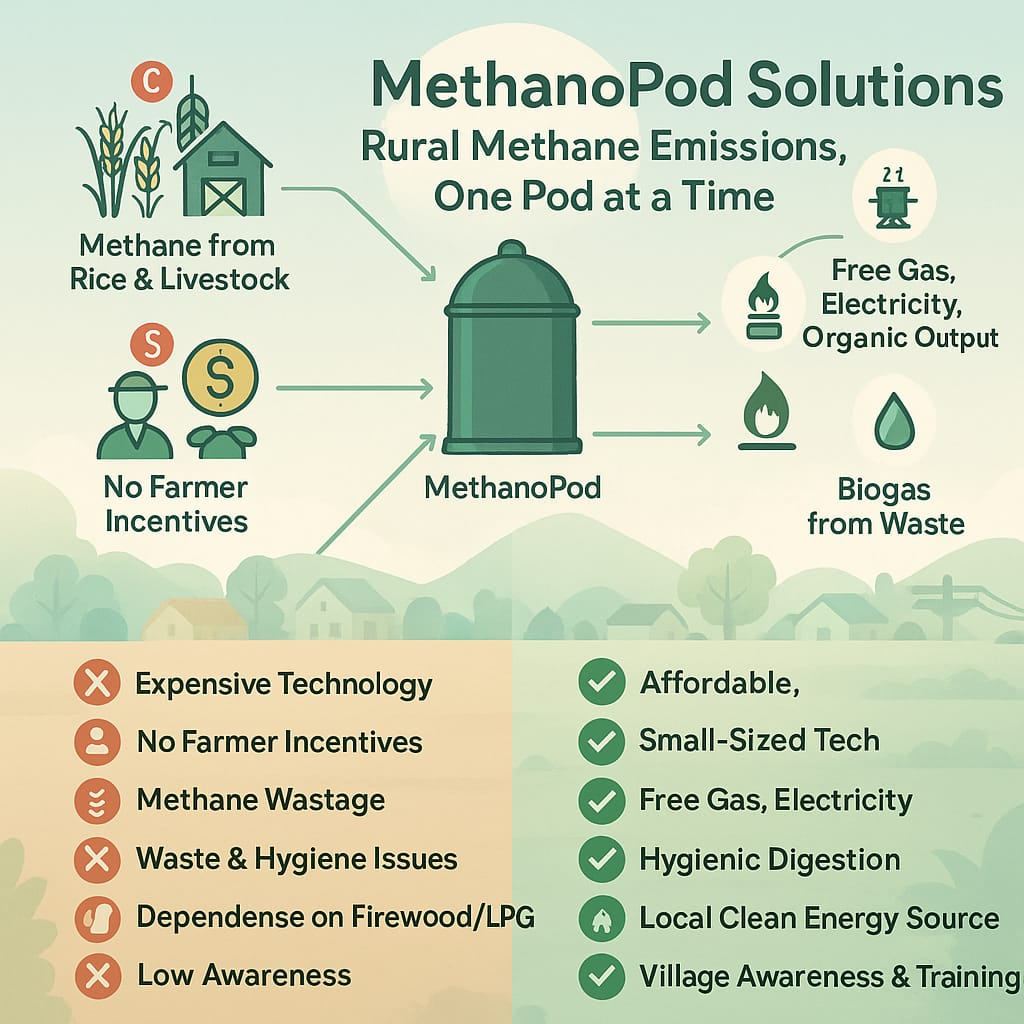 MethanoPod Solutions
Rural Methane Emissions,
One Pod at a Time
C
Methane from
Rice & Livestock
S
$
No Farmer
Incentives
MethanoPod
Free Gas,
Electricity,
Organic Output
Biogas
from Waste
Expensive Technology
No Farmer Incentives
Methane Wastage
Waste & Hygiene Issues
Dependense on Firewood/LPG
Low Awareness
Affordable,
Small-Sized Tech
Free Gas, Electricity
Hygienic Digestion
Local Clean Energy Source
Village Awareness & Training